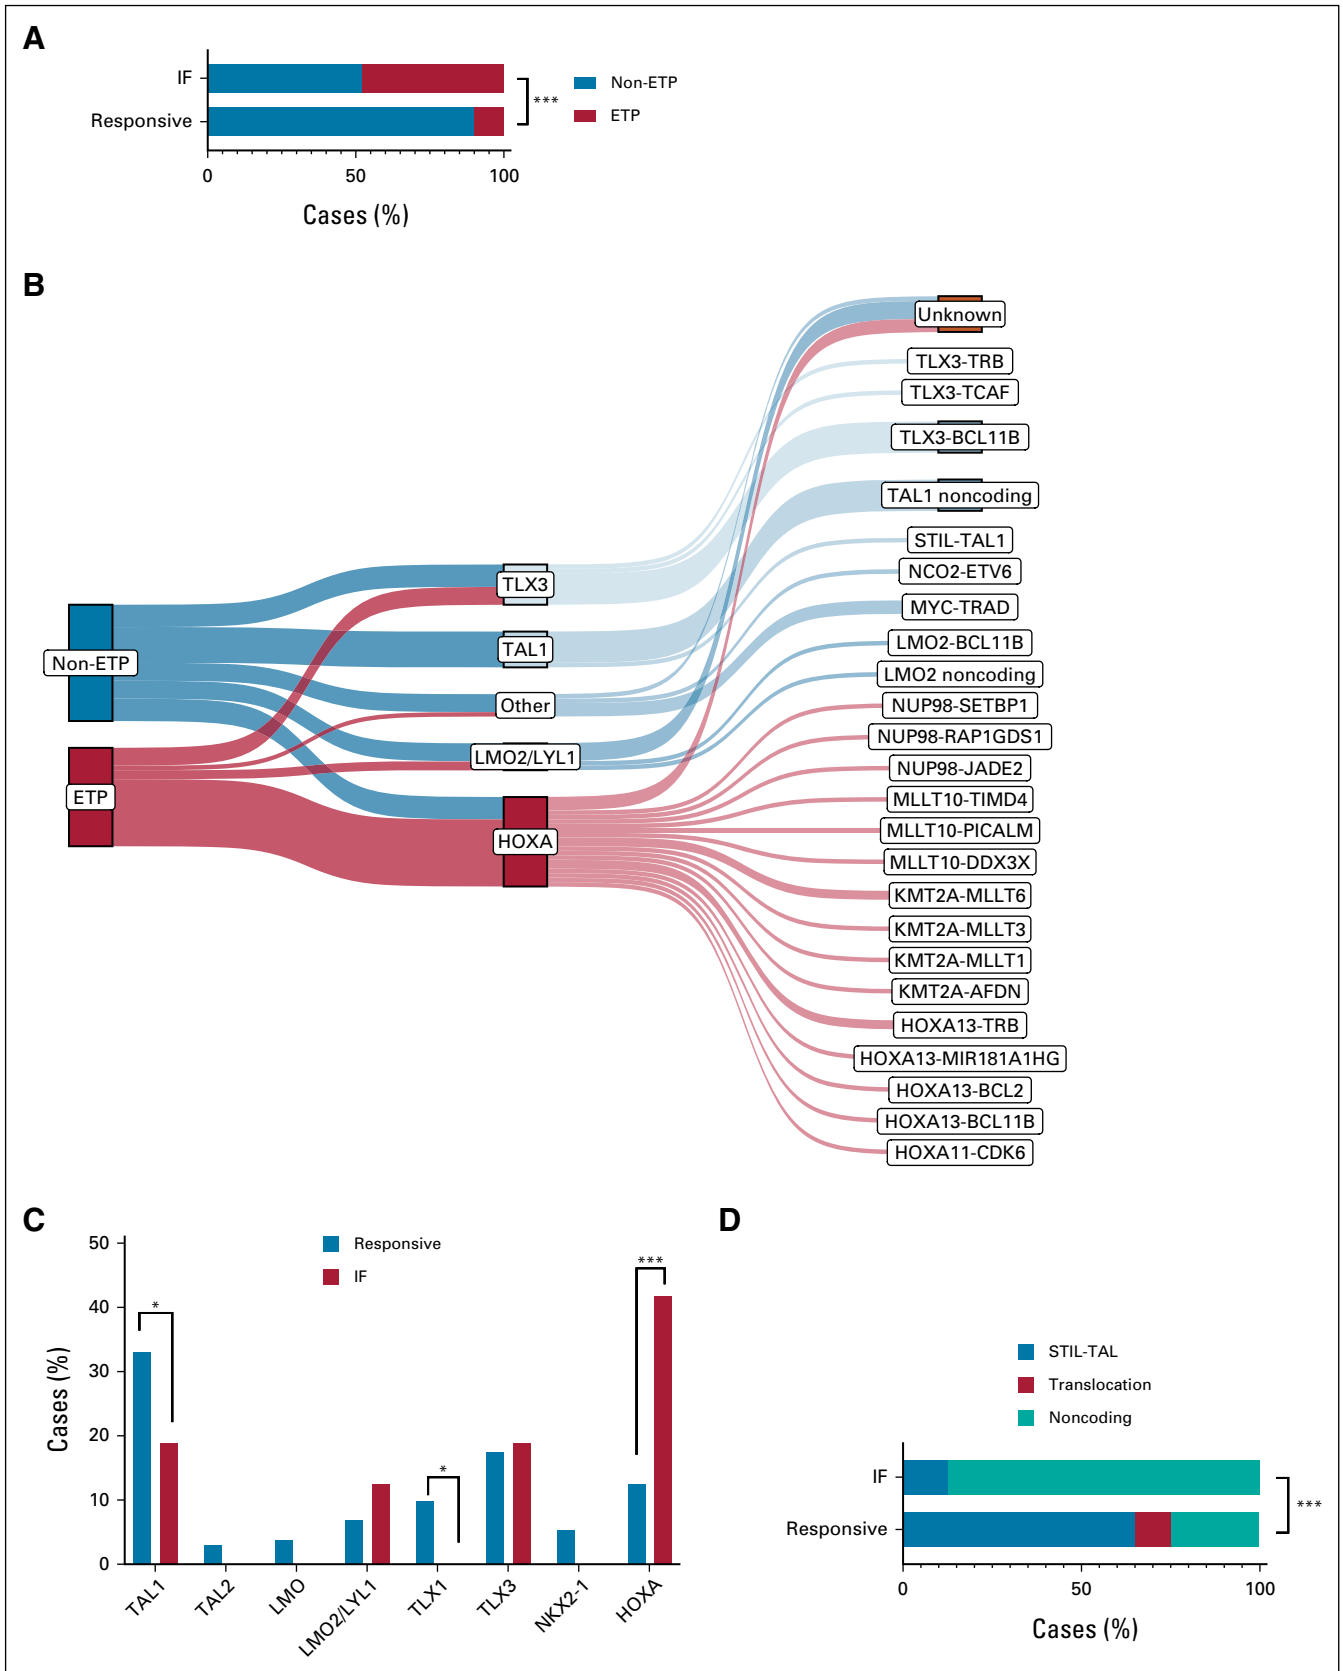 A
IF
Responsive
0 50 100
Cases (%)
***
Non-ETP
ETP
B
Non-ETP
ETP
TLX3
TAL1
Other
LMO2/LYL1
HOXA
Unknown
TLX3-TRB
TLX3-TCAF
TLX3-BCL11B
TAL1 noncoding
STIL-TAL1
NCO2-ETV6
MYC-TRAD
LMO2-BCL11B
LMO2 noncoding
NUP98-SETBP1
NUP98-RAP1GDS1
NUP98-JADE2
MLLT10-TIMD4
MLLT10-PICALM
MLLT10-DDX3X
KMT2A-MLLT6
KMT2A-MLLT3
KMT2A-MLLT1
KMT2A-AFDN
HOXA13-TRB
HOXA13-MIR181A1HG
HOXA13-BCL2
HOXA13-BCL11B
HOXA11-CDK6
C
Cases (%)
50
40
30
20
10
0
Responsive
IF
*
*
***
TAL1
TAL2
LMO
LMO2/LYL1
TLX1
TLX3
NKX2-1
HOXA
D
STIL-TAL
Translocation
Noncoding
IF
Responsive
***
0 50 100
Cases (%)